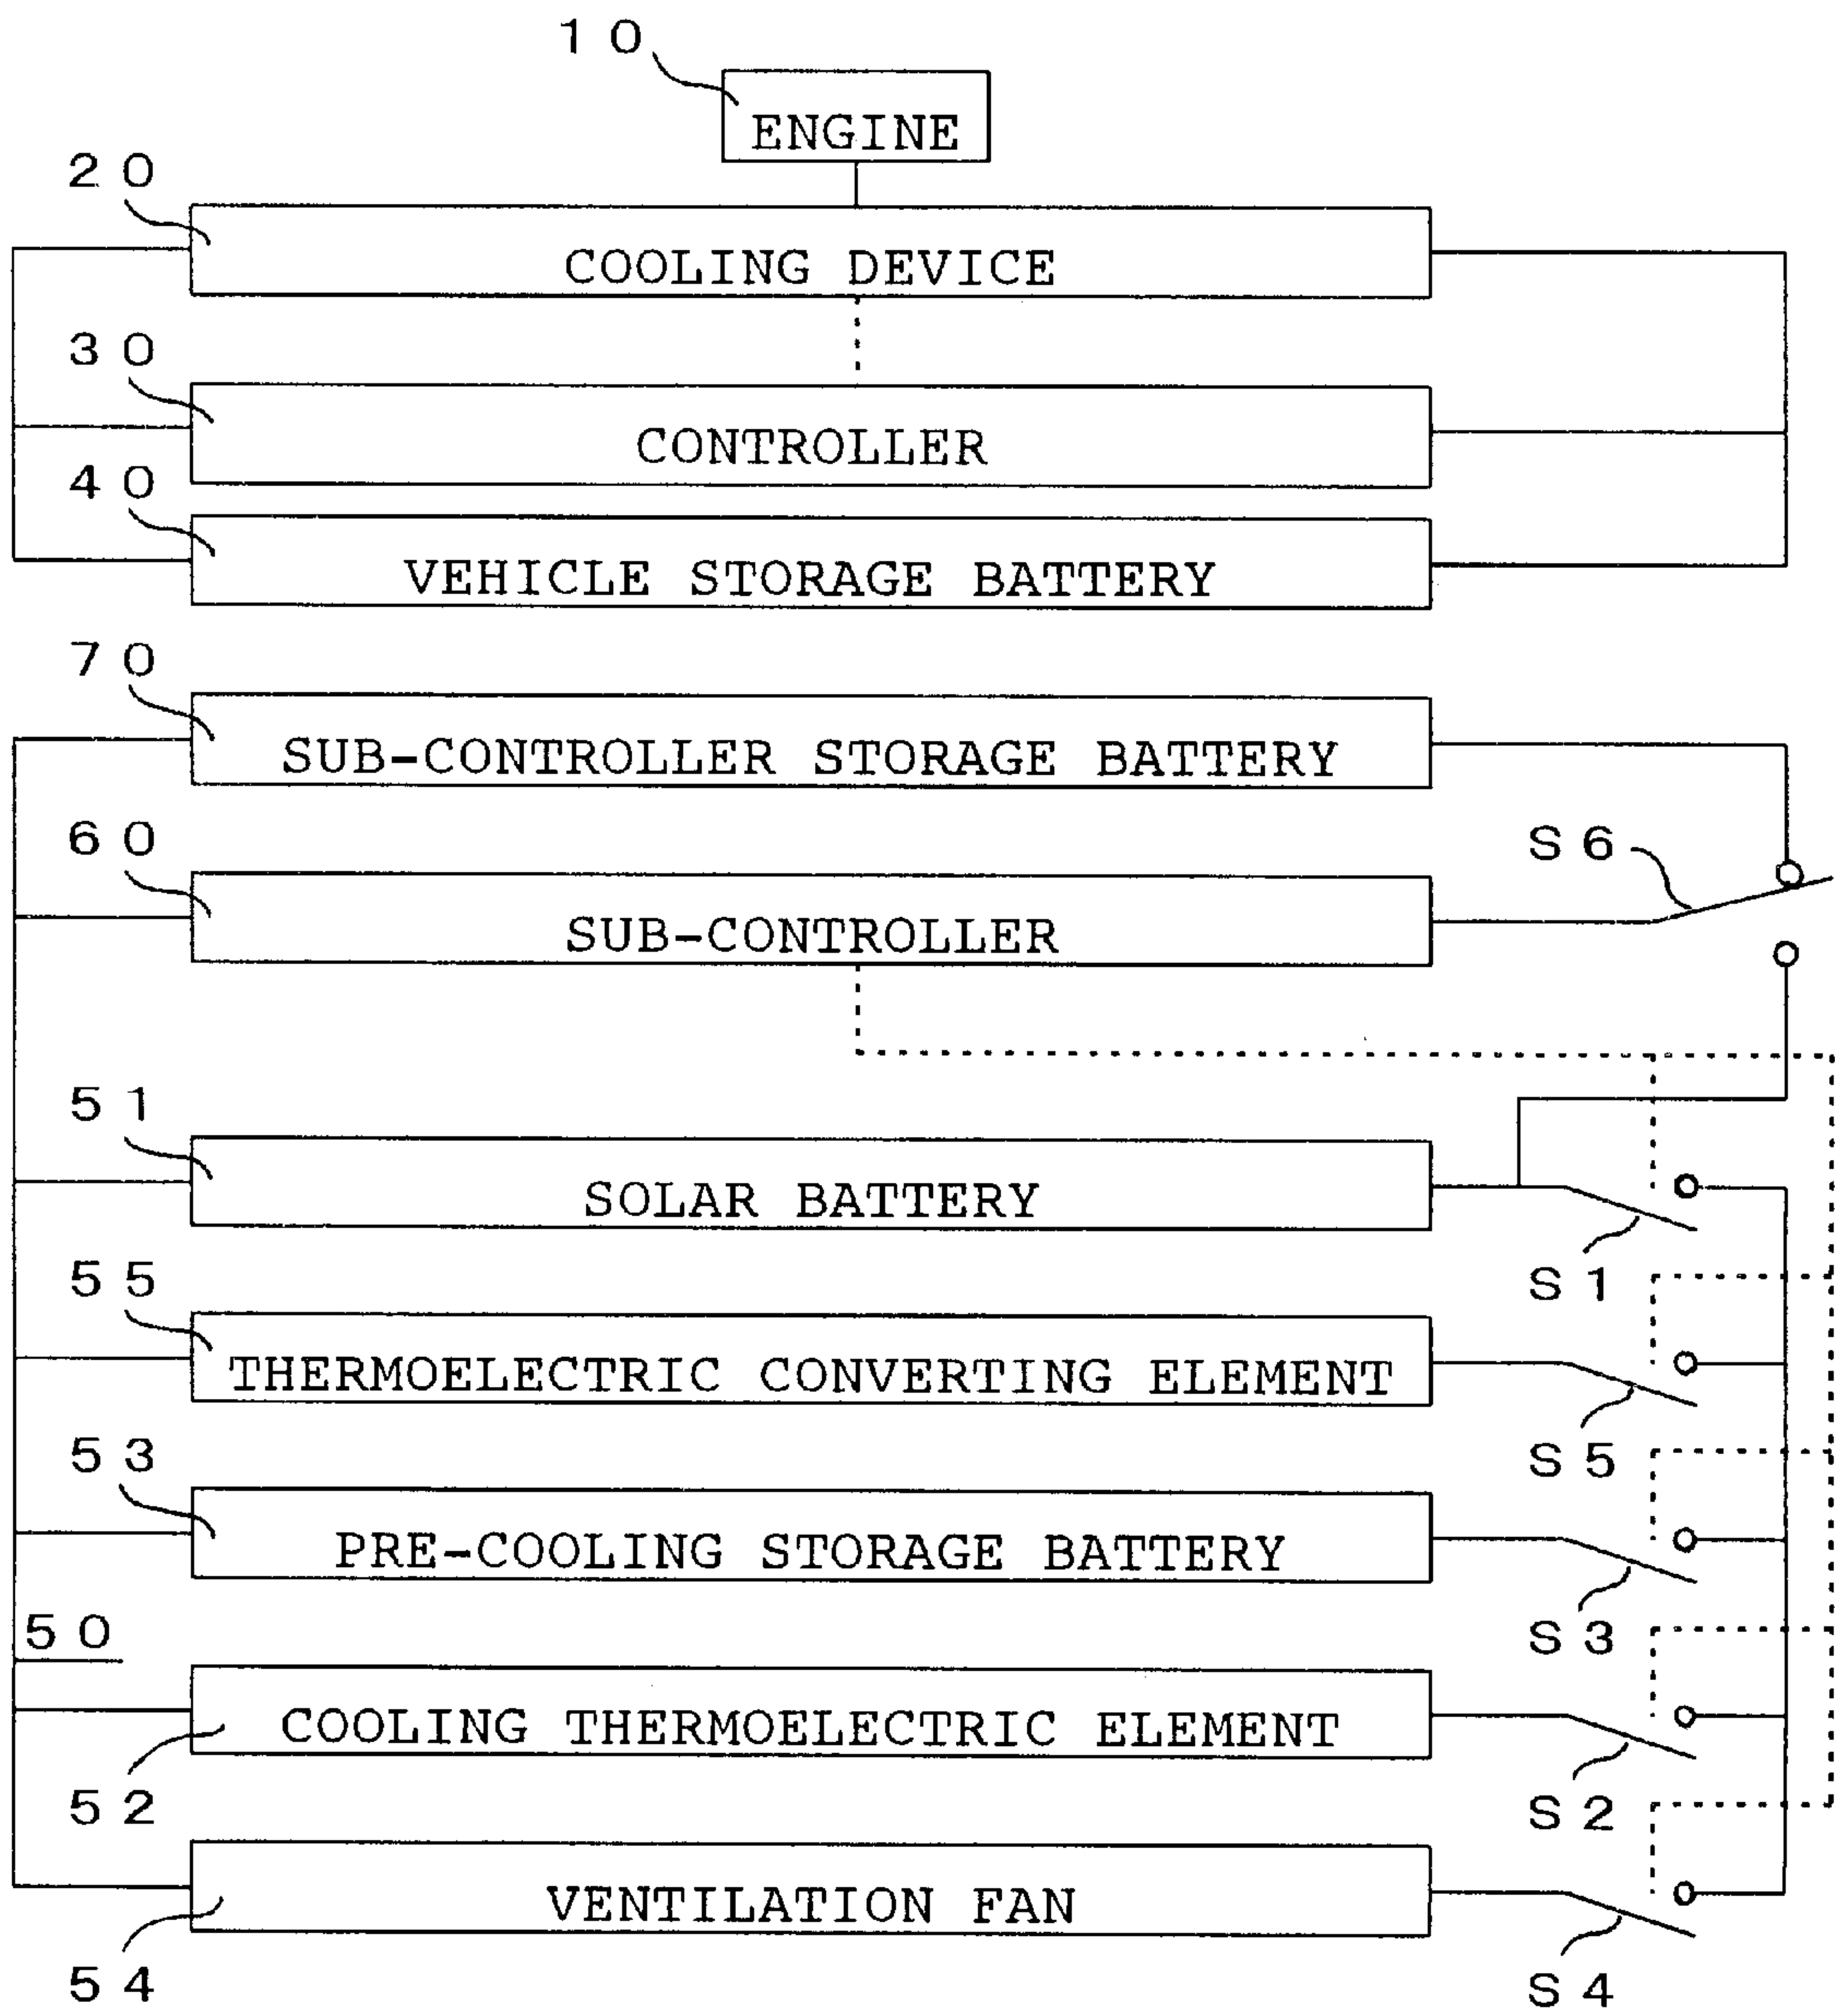 10
ENGINE
20
COOLING DEVICE
30
CONTROLLER
40
VEHICLE STORAGE BATTERY
70
SUB-CONTROLLER STORAGE BATTERY
60
S6
SUB-CONTROLLER
51
SOLAR BATTERY
S1
55
THERMOELECTRIC CONVERTING ELEMENT
S5
53
PRE-COOLING STORAGE BATTERY
S3
50
COOLING THERMOELECTRIC ELEMENT
52
S2
VENTILATION FAN
54
S4